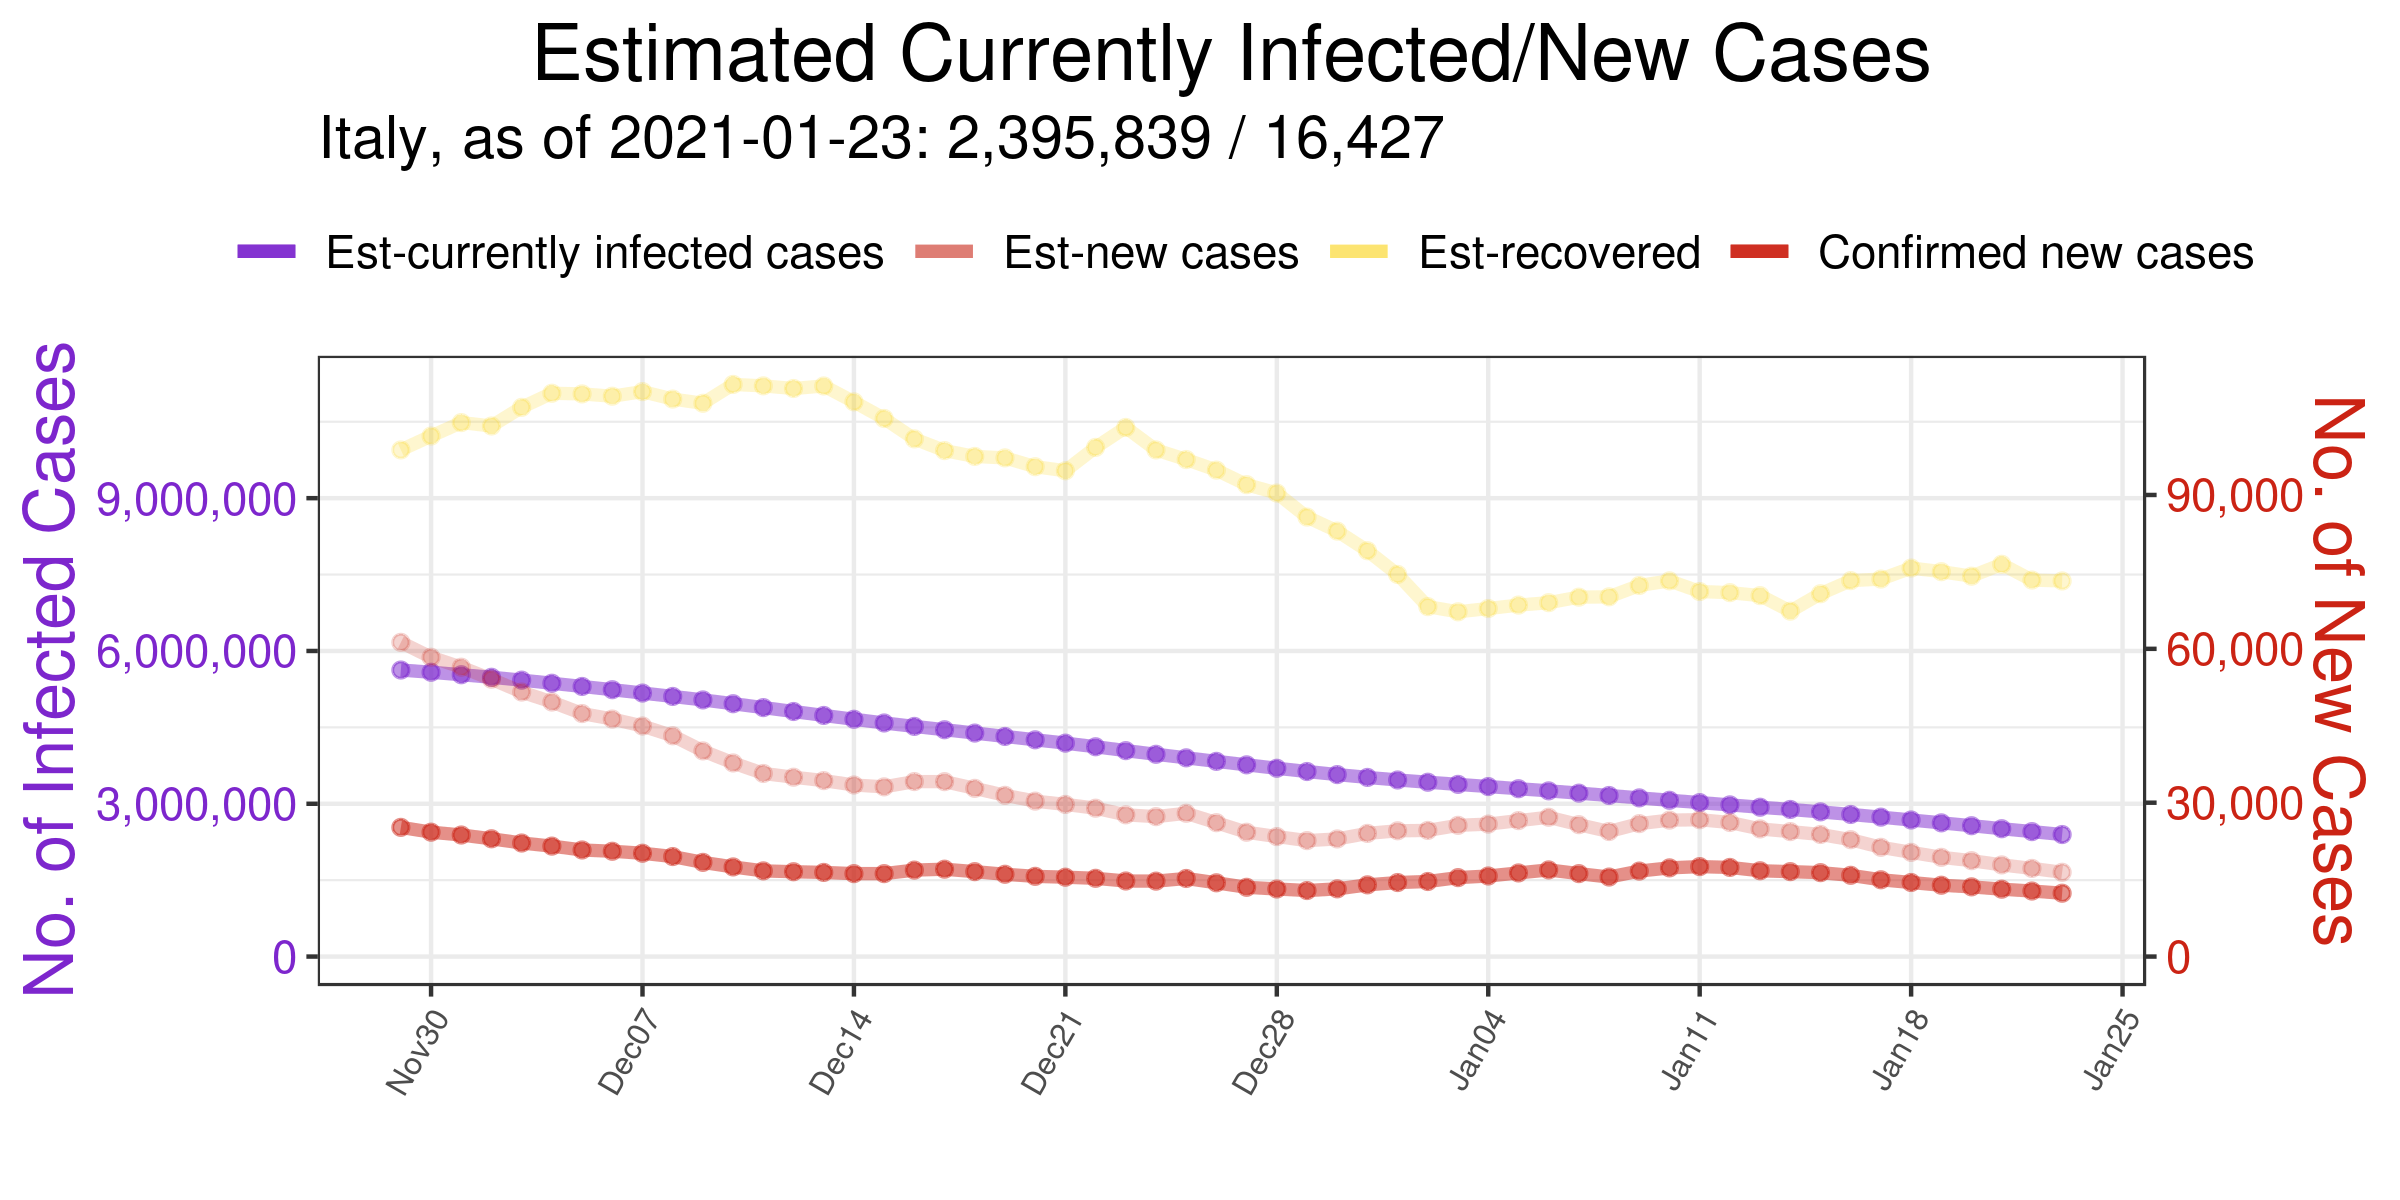 Estimated Currently Infected/New Cases
Italy, as of 2021-01-23: 2,395,839 / 16,427
Est-currently infected cases Est-new cases Est-recovered Confirmed new cases
No. of Infected Cases
9,000,000
6,000,000
3,000,000
0
90,000
60,000
30,000
0
No. of New Cases
Nov30 Dec07 Dec14 Dec21 Dec28 Jan04 Jan11 Jan18 Jan25